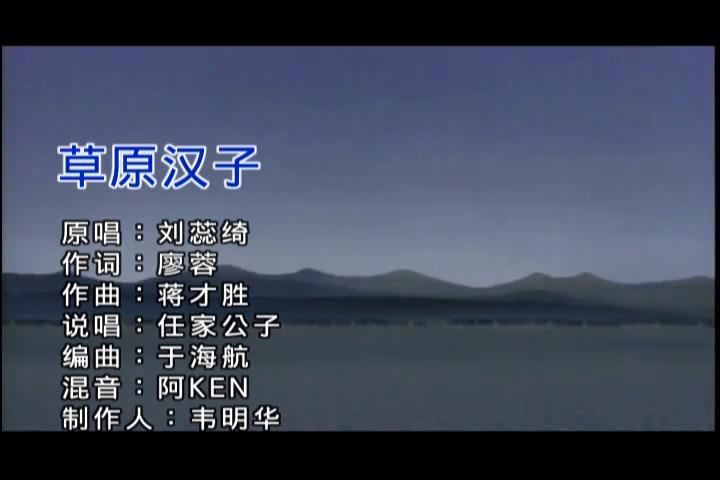 草原汉子
原唱：刘蕊绮
作词：廖蓉
作曲：蒋才胜
说唱：任家公子
编曲：于海航
混音：阿KEN
制作人：韦明华